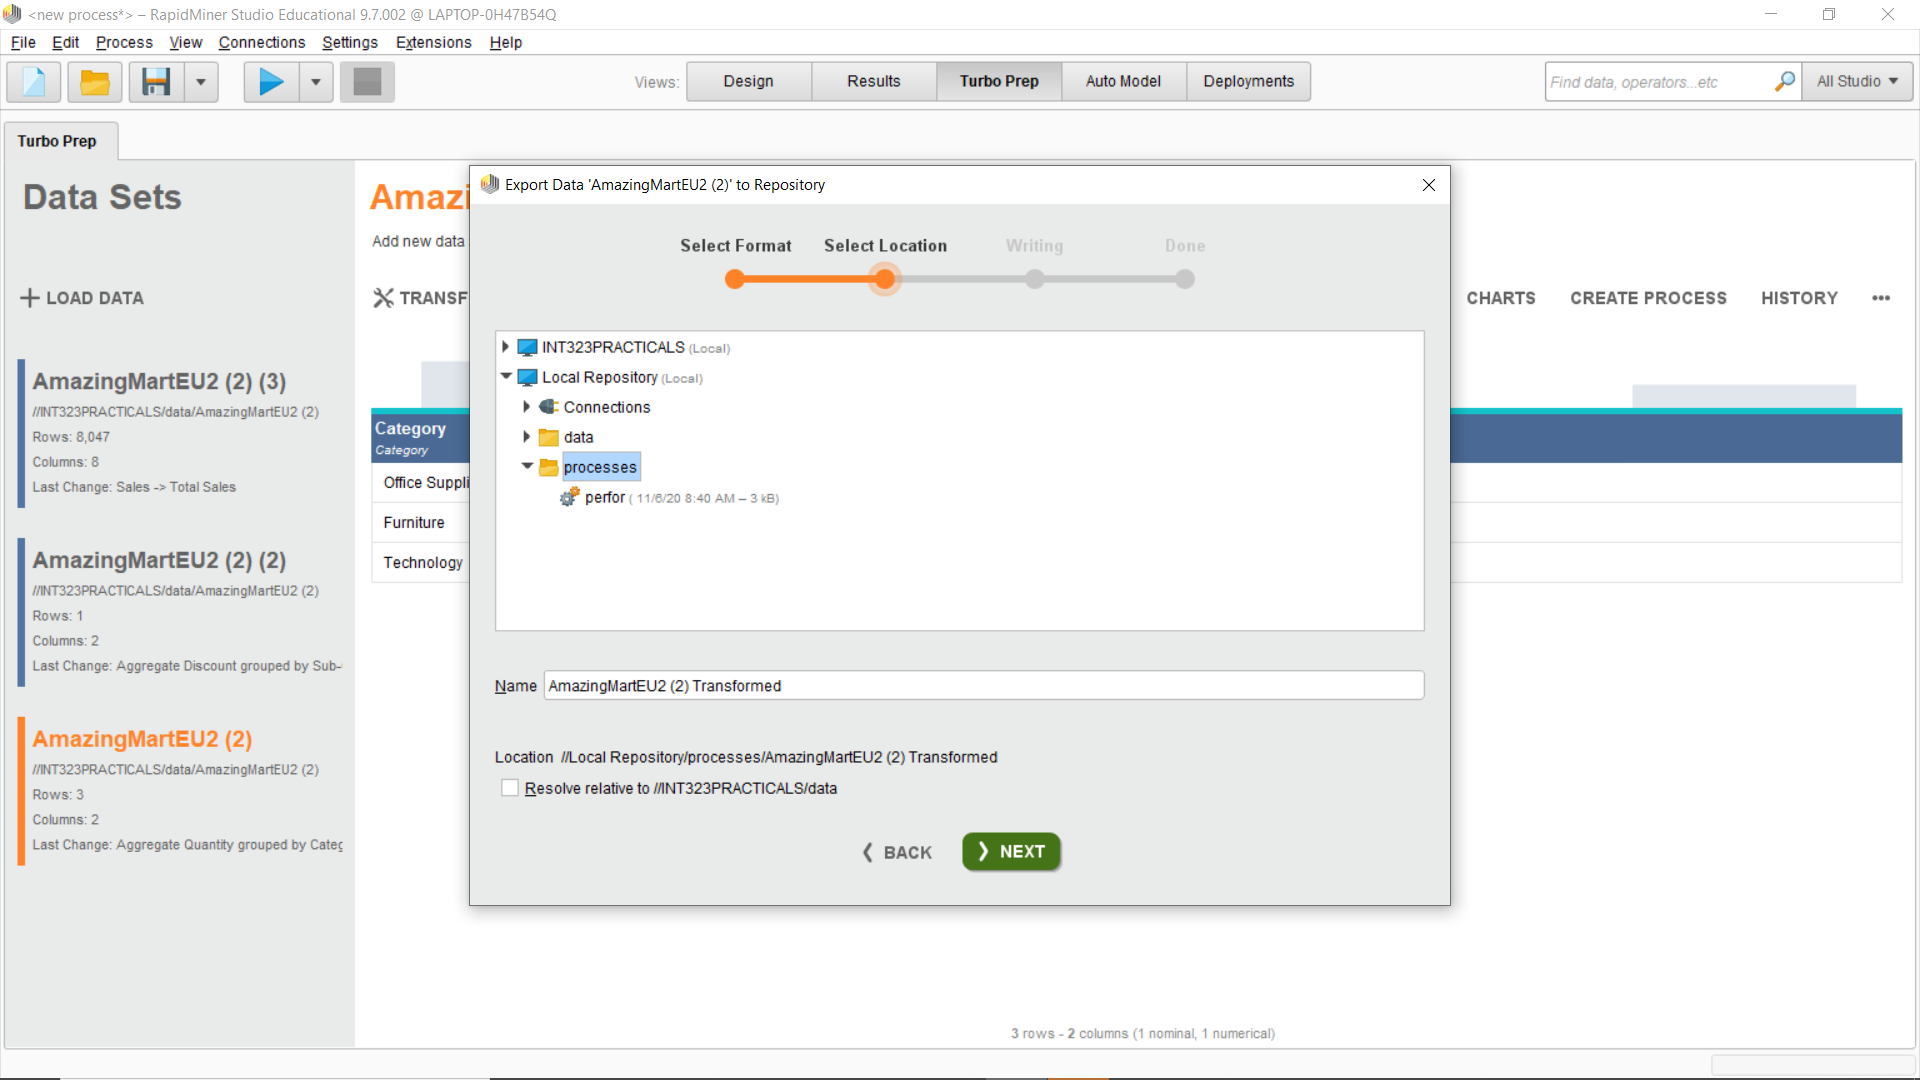 <new process*> – RapidMiner Studio Educational 9.7.002 @ LAPTOP-0H47B54Q
File Edit Process View Connections Settings Extensions Help
Views: Design Results Turbo Prep Auto Model Deployments
Find data, operators...etc
All Studio
Turbo Prep
Data Sets
LOAD DATA
AmazingMartEU2 (2) (3)
//INT323PRACTICALS/data/AmazingMartEU2 (2)
Rows: 8,047
Columns: 8
Last Change: Sales -> Total Sales
AmazingMartEU2 (2) (2)
//INT323PRACTICALS/data/AmazingMartEU2 (2)
Rows: 1
Columns: 2
Last Change: Aggregate Discount grouped by Sub-
AmazingMartEU2 (2)
//INT323PRACTICALS/data/AmazingMartEU2 (2)
Rows: 3
Columns: 2
Last Change: Aggregate Quantity grouped by Categ
Amazi
Add new data
TRANSF
CHARTS CREATE PROCESS HISTORY •••
Category
Category
Office Suppli
Furniture
Technology
Export Data 'AmazingMartEU2 (2)' to Repository
Select Format Select Location Writing Done
INT323PRACTICALS (Local)
Local Repository (Local)
Connections
data
processes
perfor ( 11/6/20 8:40 AM – 3 kB)
Name AmazingMartEU2 (2) Transformed
Location //Local Repository/processes/AmazingMartEU2 (2) Transformed
Resolve relative to //INT323PRACTICALS/data
BACK NEXT
3 rows - 2 columns (1 nominal, 1 numerical)